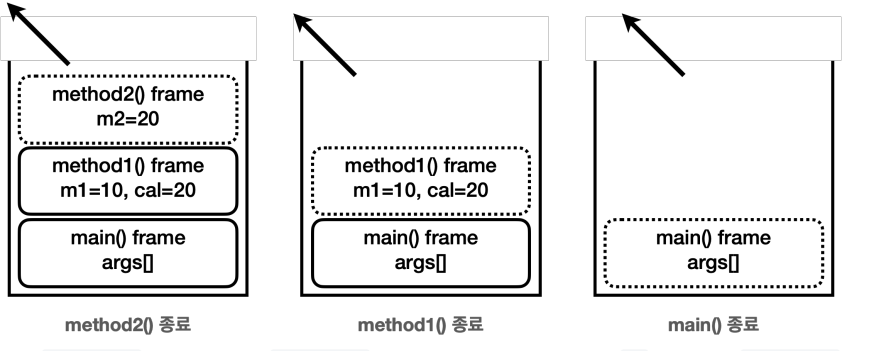 method2() frame
m2=20
method1() frame
m1=10, cal=20
main() frame
args[]
method2() 종료
method1() frame
m1=10, cal=20
main() frame
args[]
method1() 종료
main() frame
args[]
main() 종료